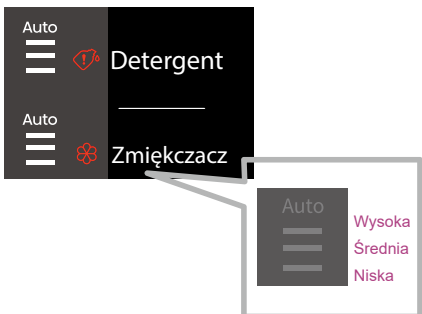 Auto
Detergent
Auto
Zmiękczacz
Auto
Wysoka
Średnia
Niska